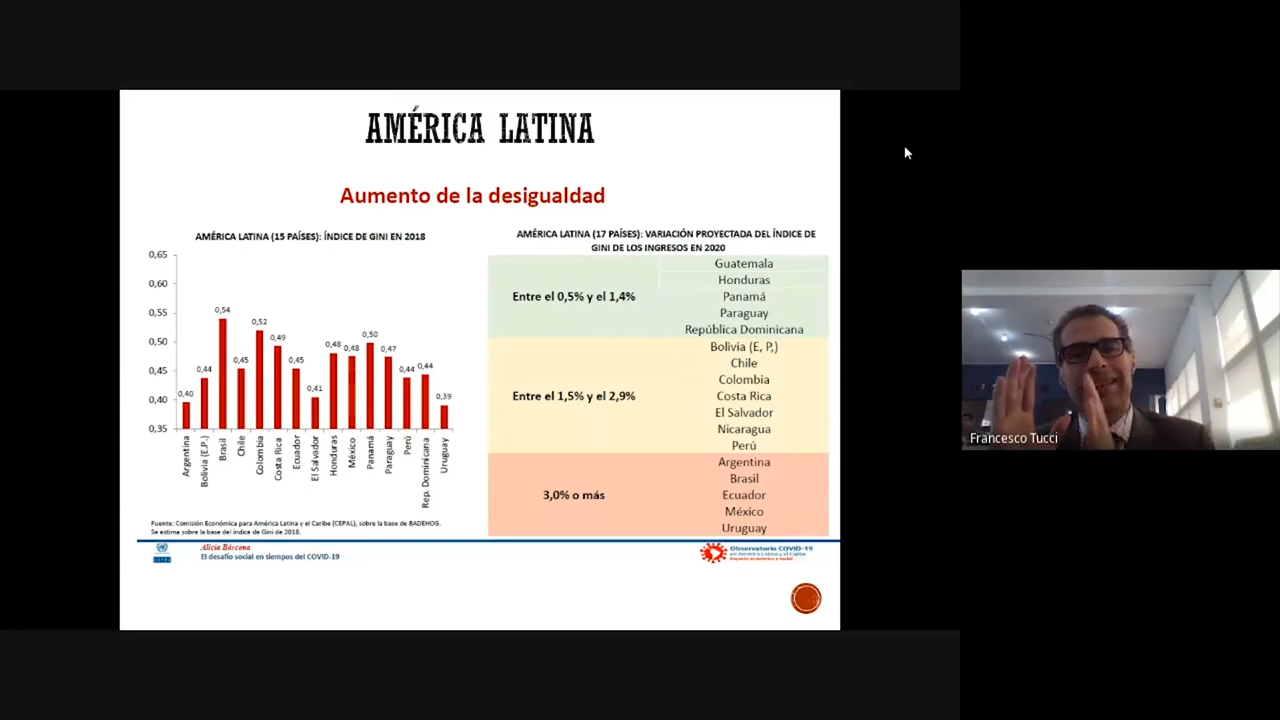 AMÉRICA LATINA
Aumento de la desigualdad
AMÉRICA LATINA (15 PAÍSES): ÍNDICE DE GINI EN 2018
0,65
0,60
0,55
0,50
0,45
0,40
0,35
0,40
0,44
0,54
0,45
0,52
0,49
0,45
0,41
0,48
0,48
0,50
0,47
0,44
0,44
0,39
Argentina
Bolivia (E.P.)
Brasil
Chile
Colombia
Costa Rica
Ecuador
El Salvador
Honduras
México
Panamá
Paraguay
Perú
Rep. Dominicana
Uruguay
Fuente: Comisión Económica para América Latina y el Caribe (CEPAL), sobre la base de BADEHOG.
Se estima sobre la base del índice de Gini de 2018.
AMÉRICA LATINA (17 PAÍSES): VARIACIÓN PROYECTADA DEL ÍNDICE DE
GINI DE LOS INGRESOS EN 2020
Entre el 0,5% y el 1,4%
Guatemala
Honduras
Panamá
Paraguay
República Dominicana
Entre el 1,5% y el 2,9%
Bolivia (E, P,)
Chile
Colombia
Costa Rica
El Salvador
Nicaragua
Perú
3,0% o más
Argentina
Brasil
Ecuador
México
Uruguay
Alicia Bárcena
El desafío social en tiempos del COVID-19
Observatorio COVID-19
en América Latina y el Caribe
Impacto económico y social
Francesco Tucci